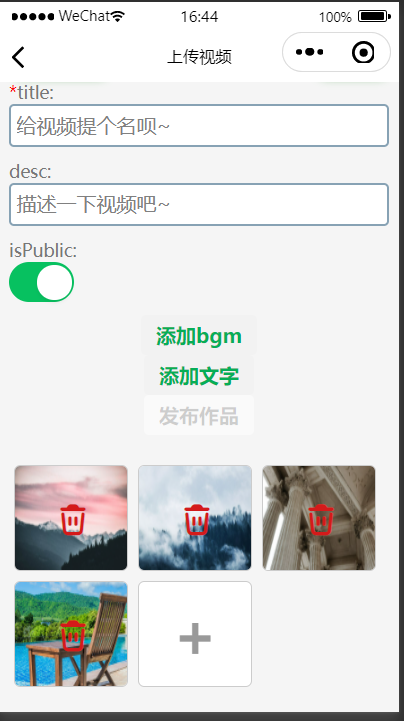 WeChat 16:44 100%
上传视频
*title:
给视频提个名呗~
desc:
描述一下视频吧~
isPublic:
添加bgm
添加文字
发布作品